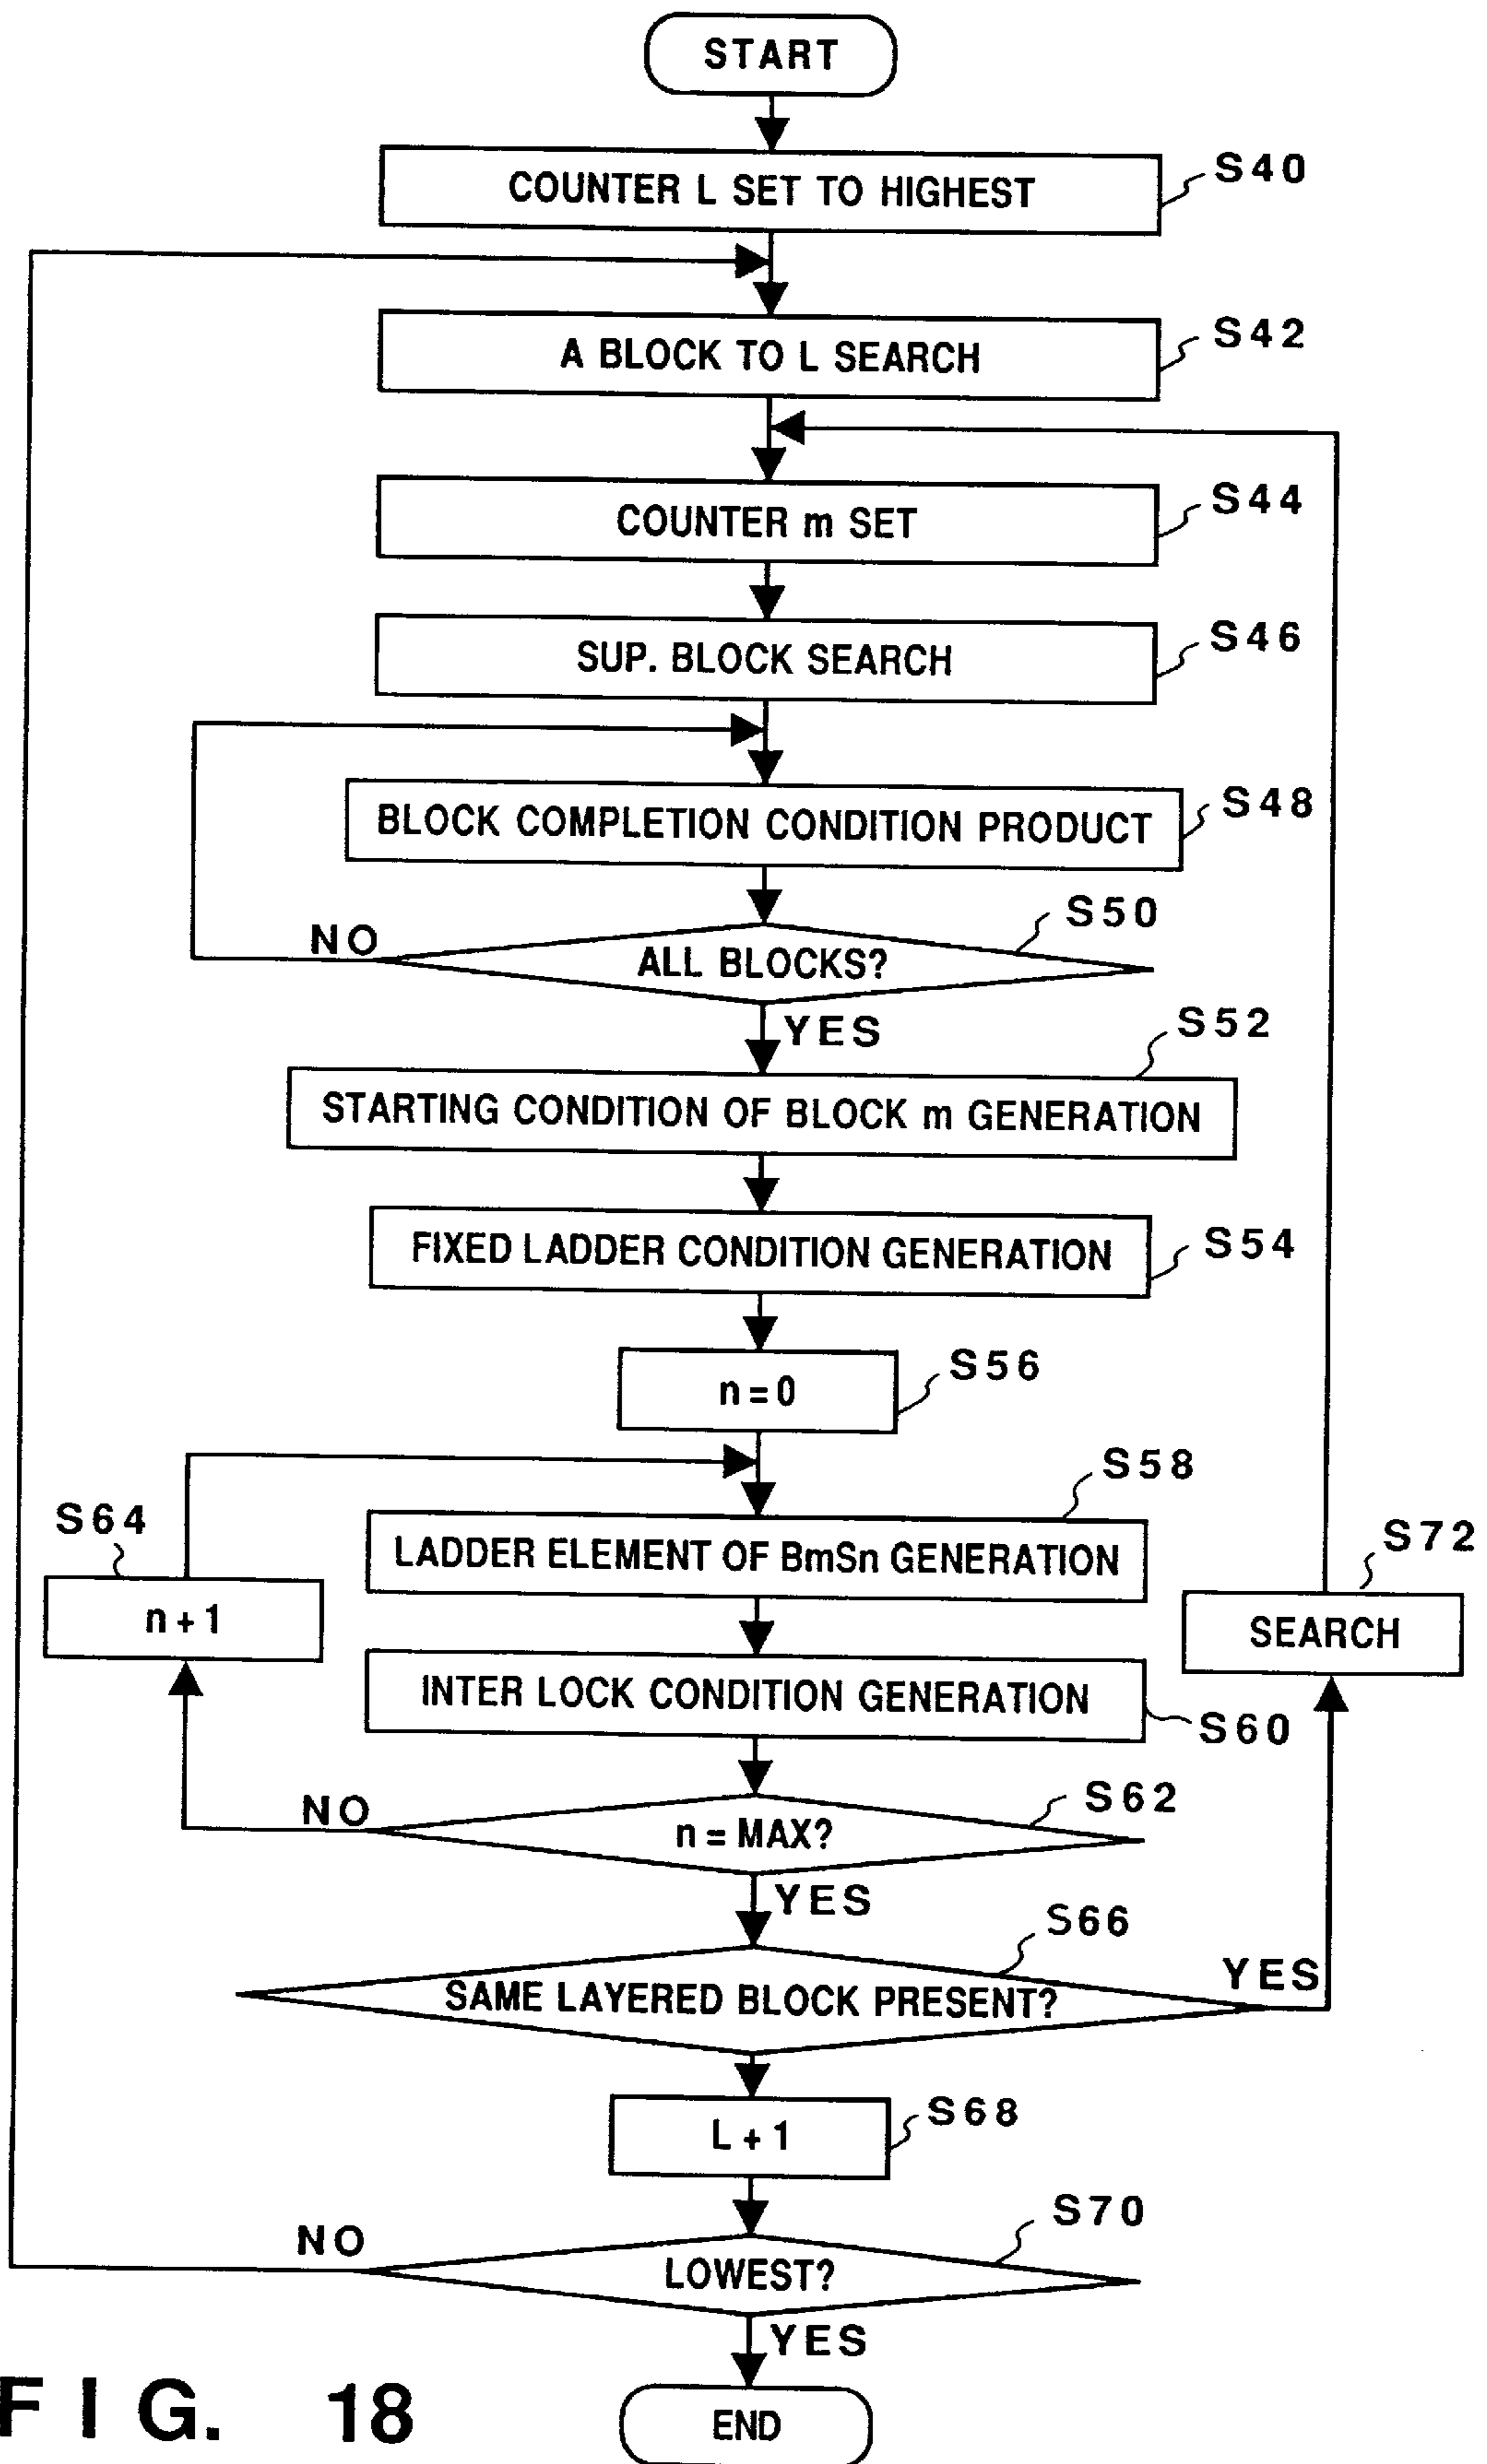 START
COUNTER L SET TO HIGHEST
S40
A BLOCK TO L SEARCH
S42
COUNTER m SET
S44
SUP. BLOCK SEARCH
S46
BLOCK COMPLETION CONDITION PRODUCT
S48
S50
NO
ALL BLOCKS?
YES
S52
STARTING CONDITION OF BLOCK m GENERATION
FIXED LADDER CONDITION GENERATION
S54
n = 0
S56
S58
S64
LADDER ELEMENT OF BmSn GENERATION
S72
n + 1
SEARCH
INTER LOCK CONDITION GENERATION
S60
S62
NO
n = MAX?
YES
S66
YES
SAME LAYERED BLOCK PRESENT?
L + 1
S68
S70
NO
LOWEST?
YES
END
FIG. 18